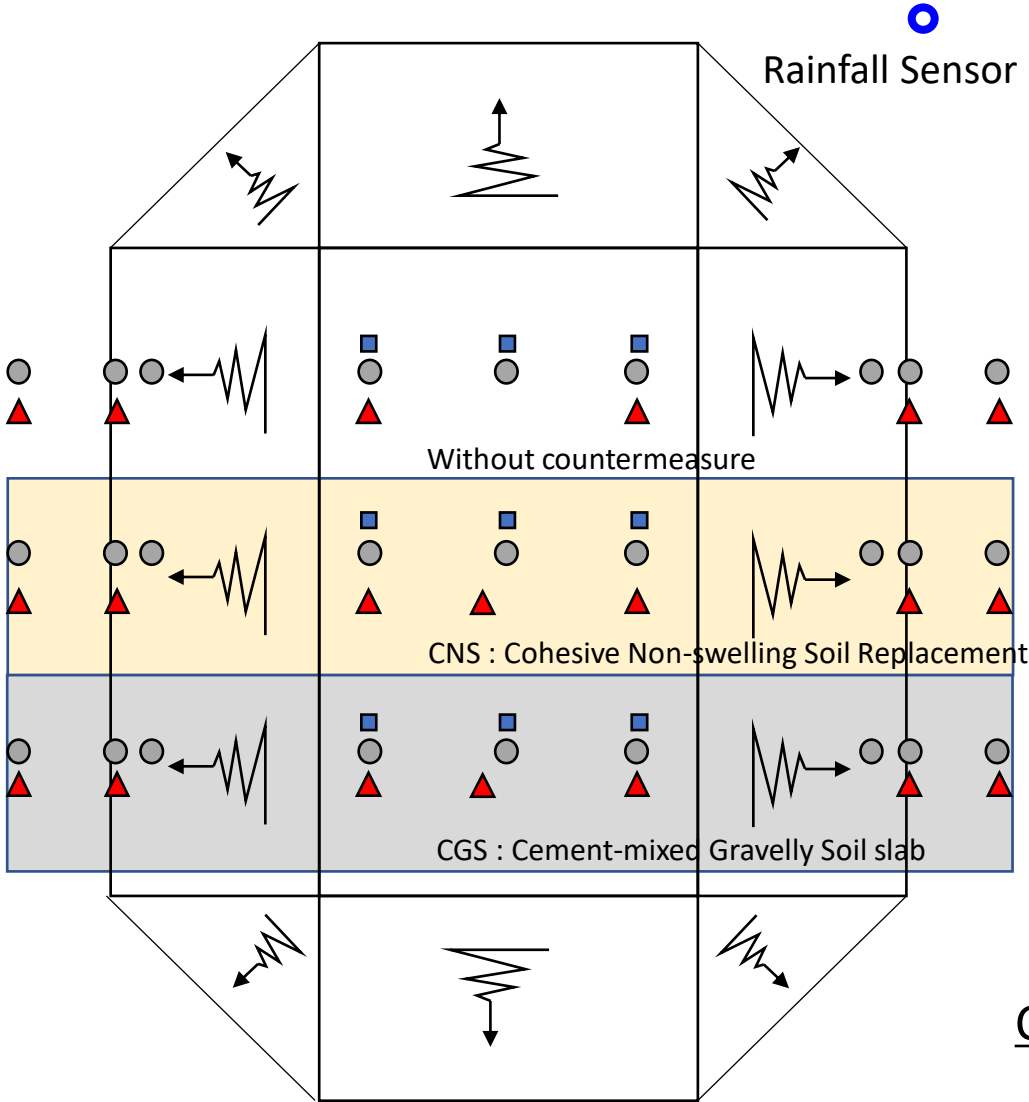 Rainfall Sensor
Without countermeasure
CNS : Cohesive Non-swelling Soil Replacement
CGS : Cement-mixed Gravelly Soil slab